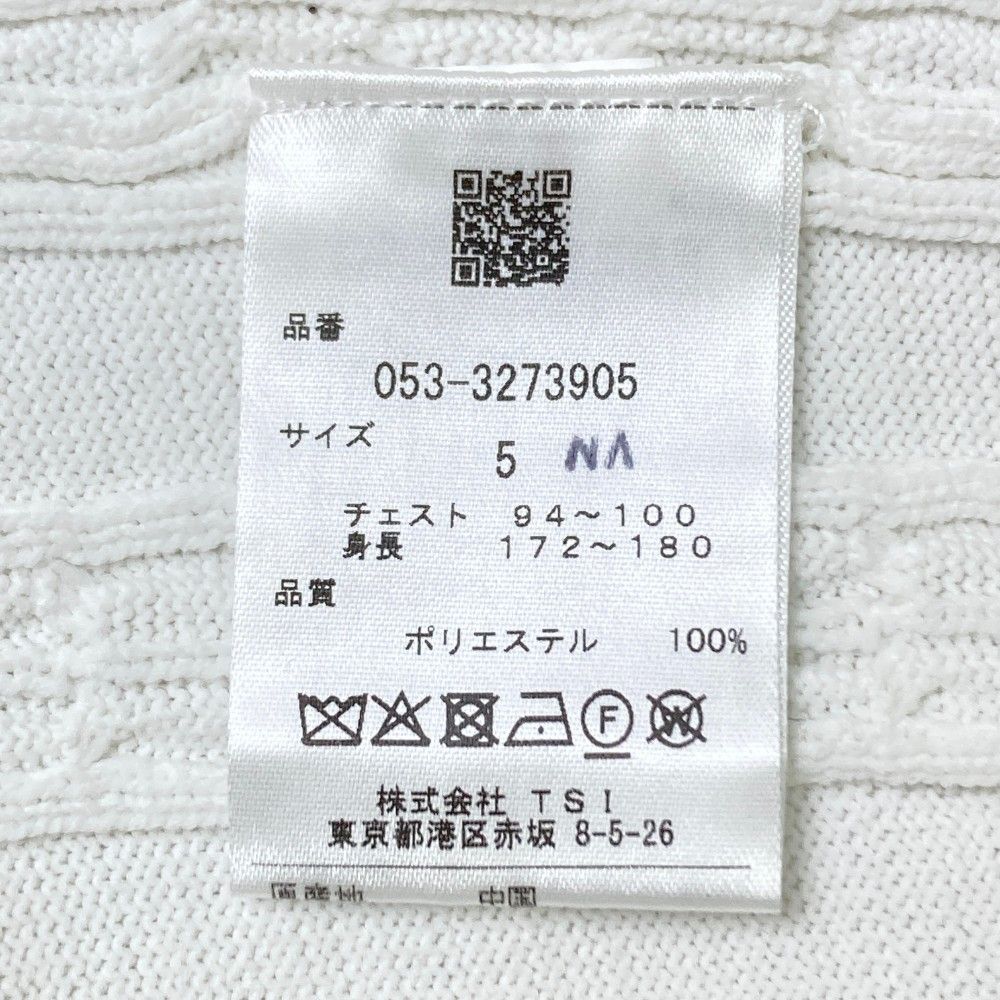 品番
053-3273905
サイズ
5
チェスト 94～100
身長 172～180
品質
ポリエステル 100%
F
W
株式会社 TSI
東京都港区赤坂 8-5-26